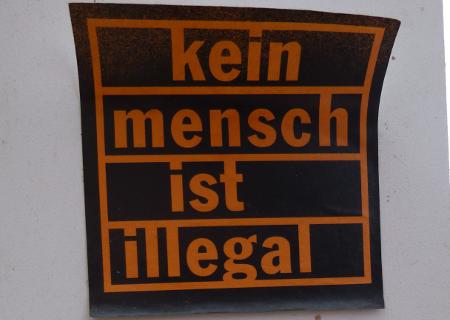 kein
mensch
ist
illegal